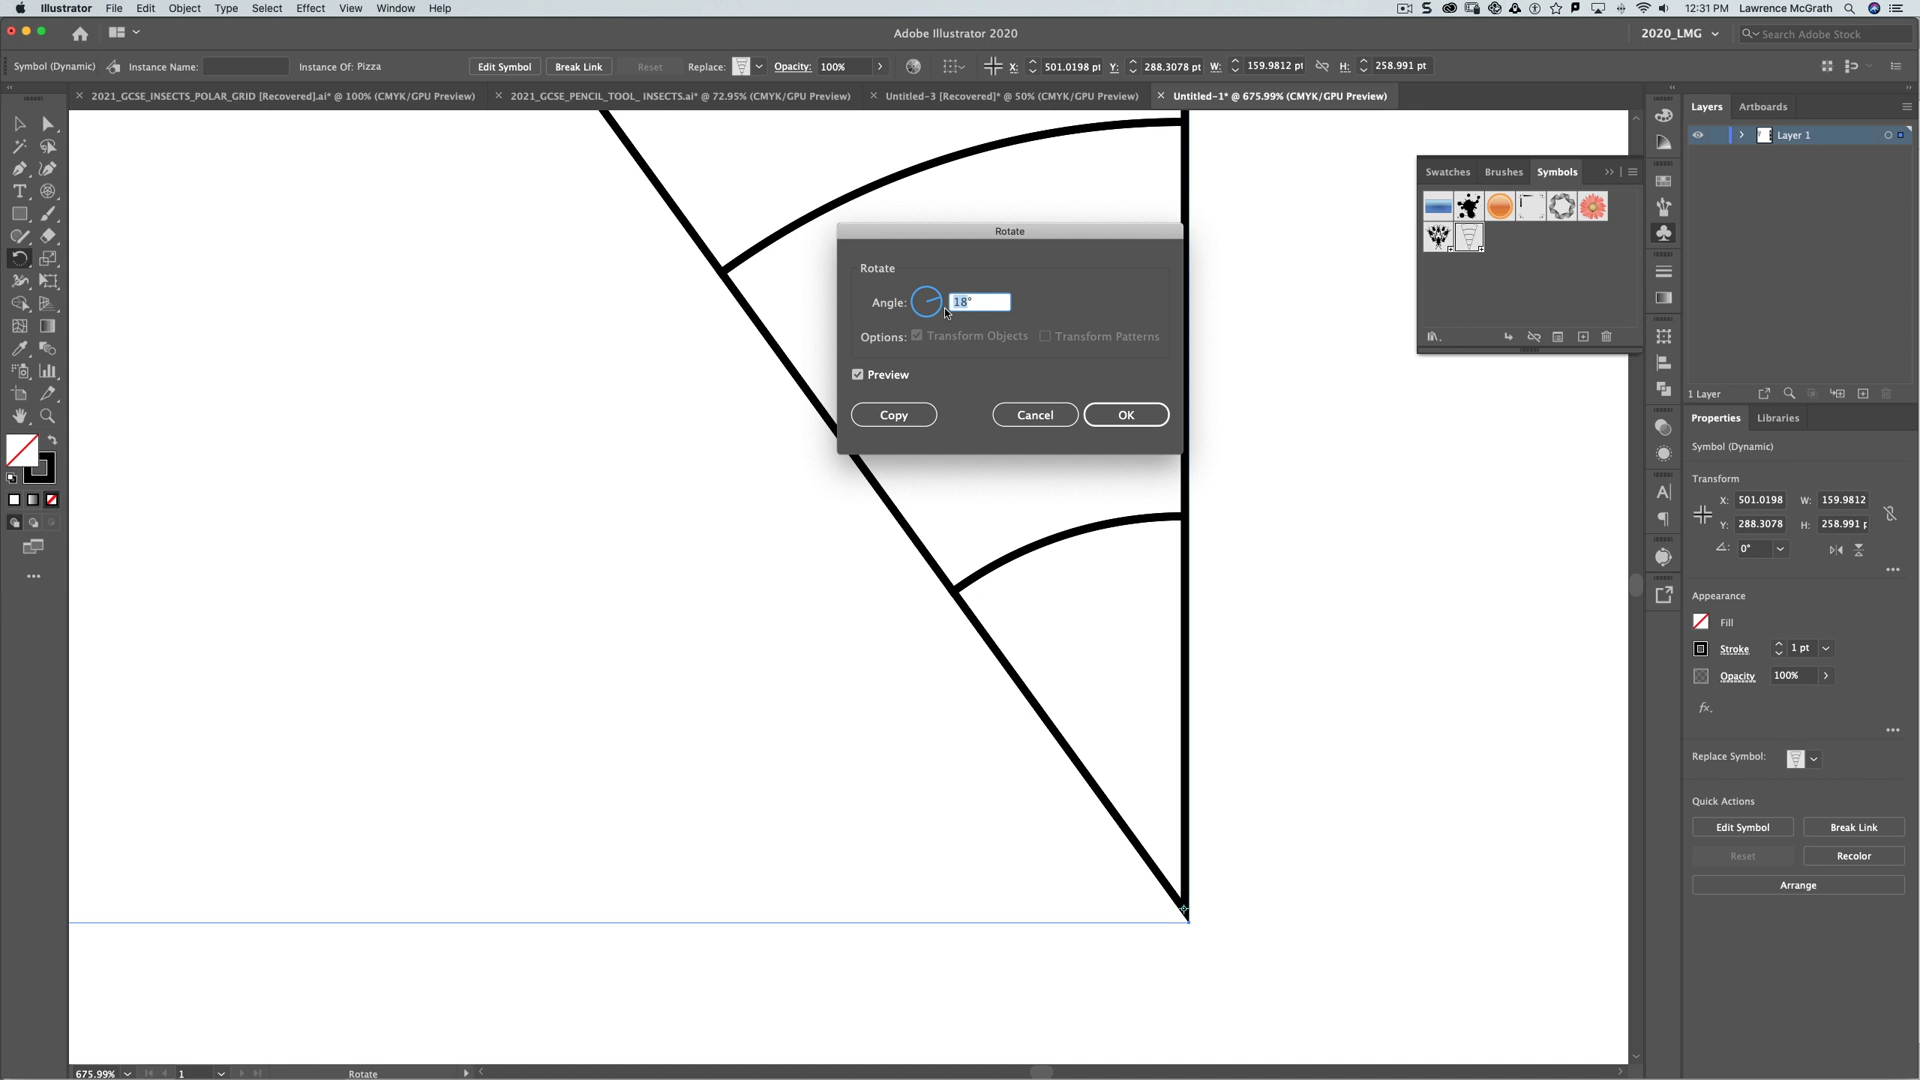 Illustrator File Edit Object Type Select Effect View Window Help 12:31 PM Lawrence McGrath
Adobe Illustrator 2020 2020_LMG Search Adobe Stock
Symbol (Dynamic) Instance Name: Instance Of: Pizza Edit Symbol Break Link Reset Replace: Opacity: 100% X: 501.0198 pt Y: 288.3078 pt W: 159.9812 pt H: 258.991 pt
2021_GCSE_INSECTS_POLAR_GRID [Recovered].ai* @ 100% (CMYK/GPU Preview) 2021_GCSE_PENCIL_TOOL_ INSECTS.ai* @ 72.95% (CMYK/GPU Preview) Untitled-3 [Recovered]* @ 50% (CMYK/GPU Preview) Untitled-1* @ 675.99% (CMYK/GPU Preview)
Layers Artboards
Layer 1
Swatches Brushes Symbols
Rotate
Rotate
Angle: 18°
Options: Transform Objects Transform Patterns
Preview
Copy Cancel OK
1 Layer
Properties Libraries
Symbol (Dynamic)
Transform
X: 501.0198 W: 159.9812
Y: 288.3078 H: 258.991 p
0°
Appearance
Fill
Stroke 1 pt
Opacity 100%
fx.
Replace Symbol:
Quick Actions
Edit Symbol Break Link
Reset Recolor
Arrange
675.99% 1 Rotate